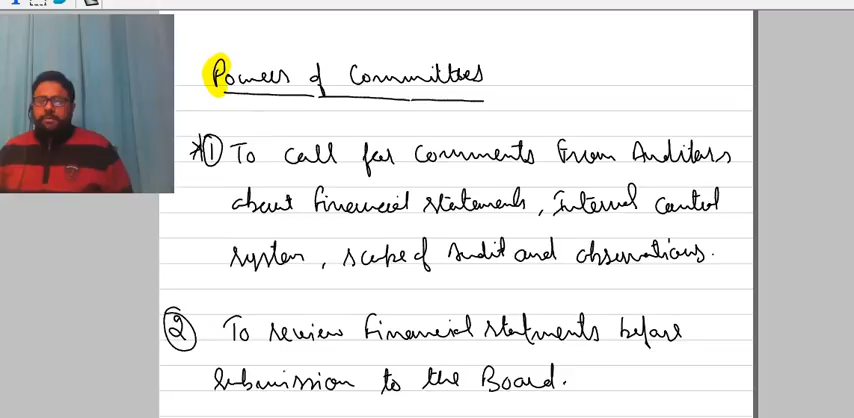 Powers of Committees
*① To call for comments from Auditors
about financial statements, Internal control
system, scope of Audit and observations.
② To review financial statments before
submission to the Board.